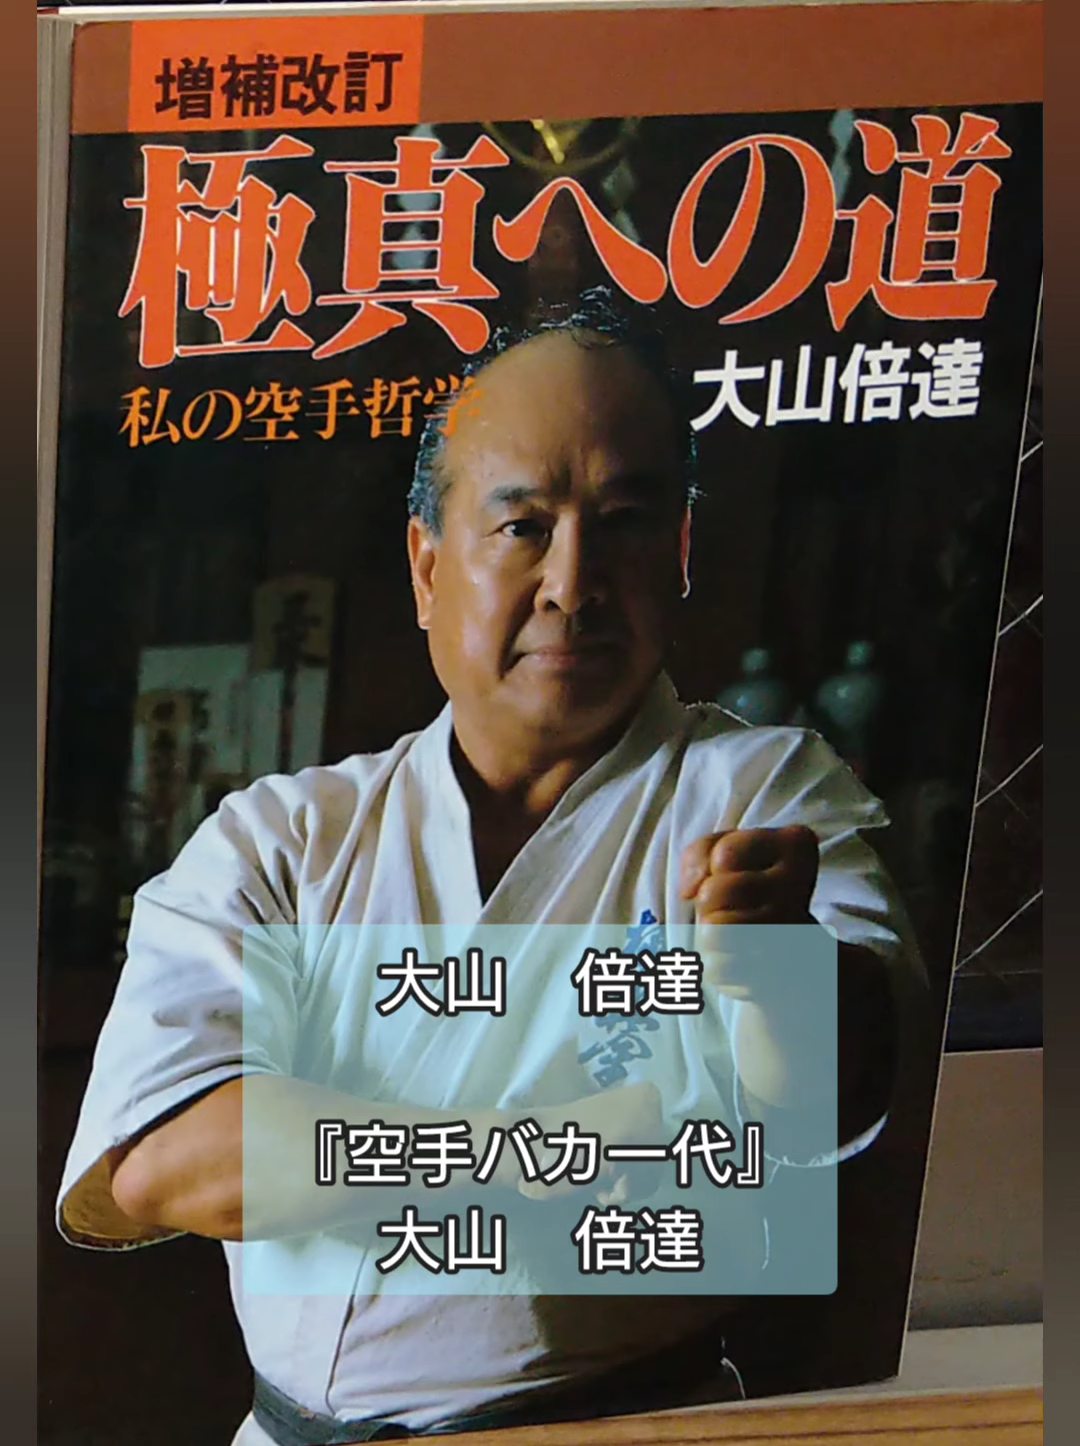 増補改訂
極真への道
私の空手哲学
大山倍達
大山 倍達
『空手バカ一代』
大山 倍達